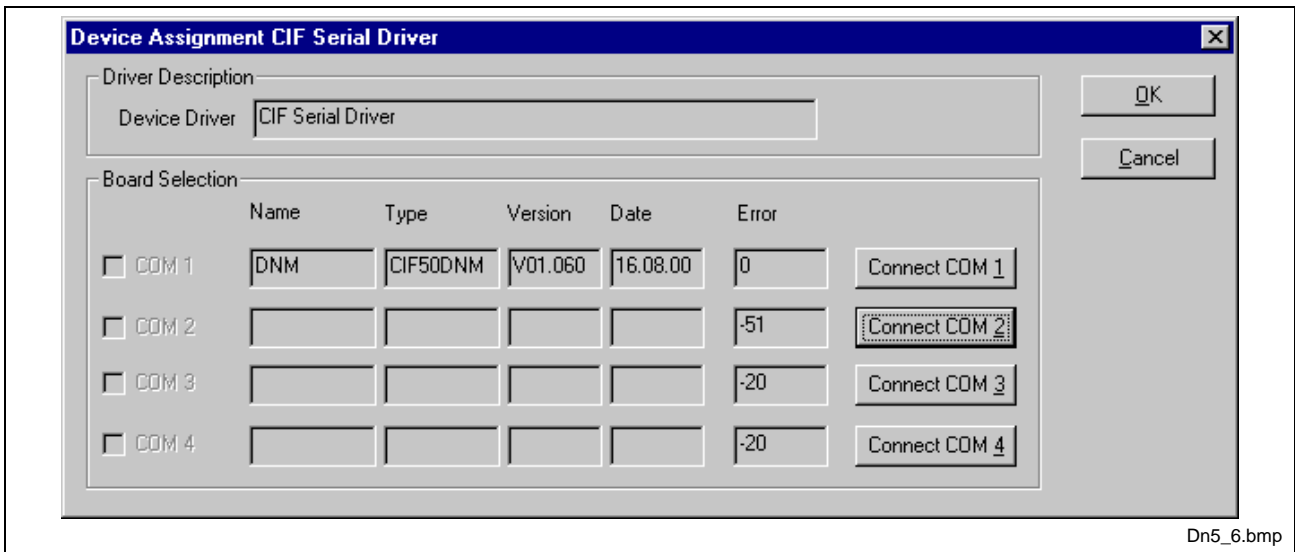 Device Assignment CIF Serial Driver
Driver Description
OK
Device Driver CIF Serial Driver
Cancel
Board Selection
Name Type Version Date Error
COM 1 DNM CIF50DNM V01.060 16.08.00 0 Connect COM 1
COM 2 -51 Connect COM 2
COM 3 -20 Connect COM 3
COM 4 -20 Connect COM 4
Dn5_6.bmp